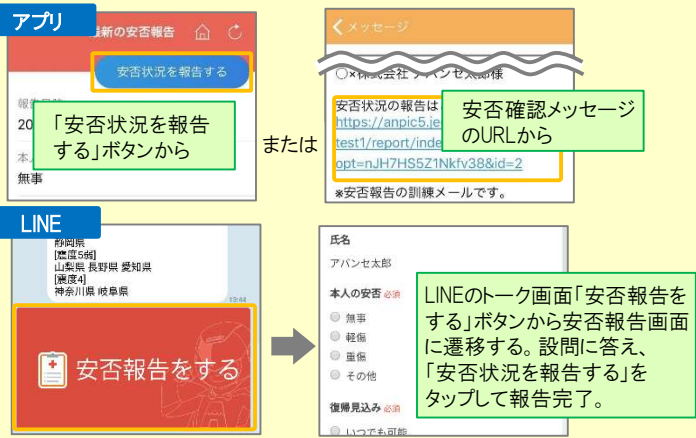 アプリ
最新の安否報告
安否状況を報告する
20
本
無事
「安否状況を報告
する」ボタンから
または
メッセージ
安否状況の報告は
https://anpic5.je
test1/report/inde
opt=nJH7HS5Z1Nkfv38&id=2
※安否報告の訓練メールです。
安否確認メッセージ
のURLから
LINE
静岡県
[震度5弱]
山梨県 長野県 愛知県
[震度4]
神奈川県 岐阜県
13:44
安否報告をする
氏名
アバンセ太郎
本人の安否 必須
無事
軽傷
重傷
その他
復帰見込み 必須
いつでも可能
LINEのトーク画面「安否報告を
する」ボタンから安否報告画面
に遷移する。設問に答え、
「安否状況を報告する」を
タップして報告完了。